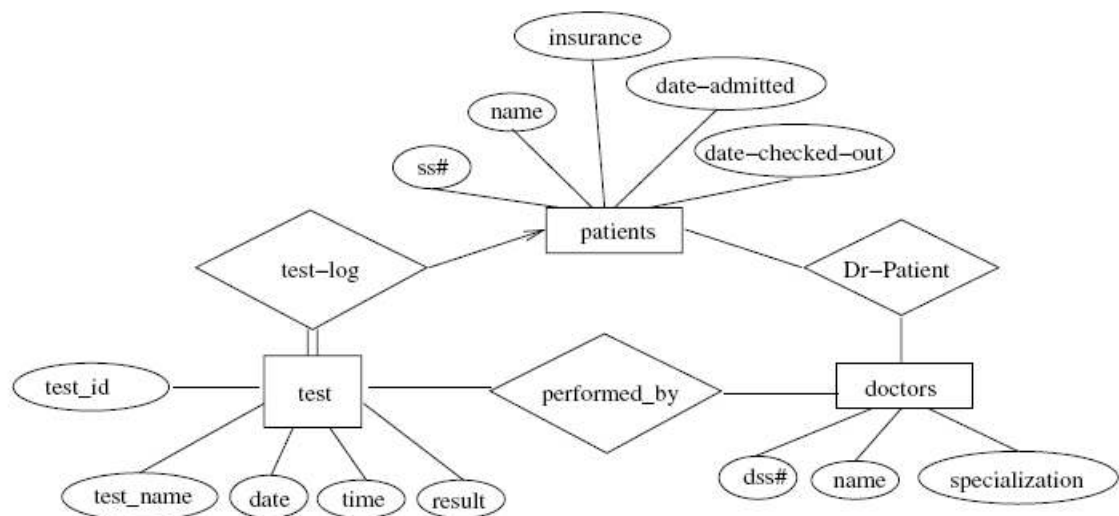 insurance
date-admitted
name
date-checked-out
ss#
patients
test-log
Dr-Patient
test_id
test
performed_by
doctors
test_name
date
time
result
dss#
name
specialization